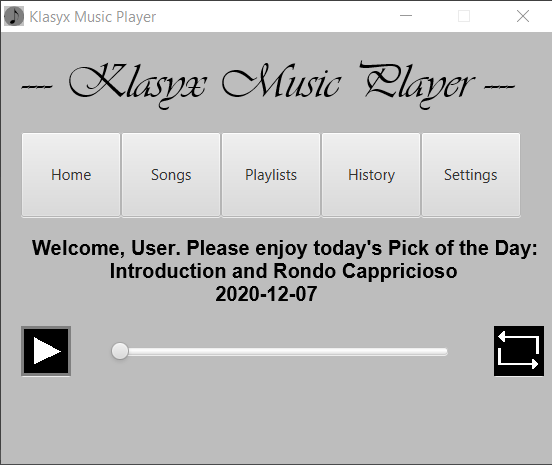 Klasyx Music Player
--- Klasyx Music Player ---
Home Songs Playlists History Settings
Welcome, User. Please enjoy today's Pick of the Day:
Introduction and Rondo Cappricioso
2020-12-07